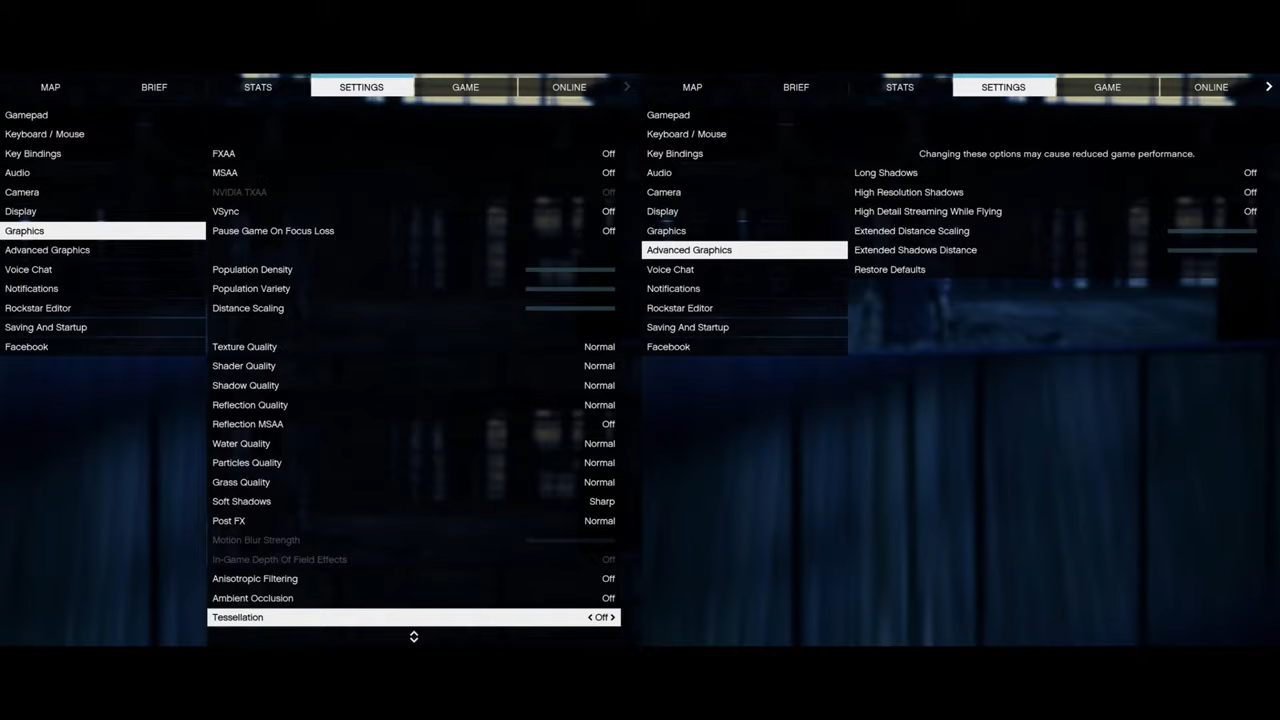 MAP BRIEF STATS SETTINGS GAME ONLINE
Gamepad
Keyboard / Mouse
Key Bindings
Audio
Camera
Display
Graphics
Advanced Graphics
Voice Chat
Notifications
Rockstar Editor
Saving And Startup
Facebook
FXAA Off
MSAA Off
NVIDIA TXAA Off
VSync Off
Pause Game On Focus Loss Off
Population Density
Population Variety
Distance Scaling
Texture Quality Normal
Shader Quality Normal
Shadow Quality Normal
Reflection Quality Normal
Reflection MSAA Off
Water Quality Normal
Particles Quality Normal
Grass Quality Normal
Soft Shadows Sharp
Post FX Normal
Motion Blur Strength
In-Game Depth Of Field Effects Off
Anisotropic Filtering Off
Ambient Occlusion Off
Tessellation < Off >
MAP BRIEF STATS SETTINGS GAME ONLINE
Gamepad
Keyboard / Mouse
Key Bindings
Audio
Camera
Display
Graphics
Advanced Graphics
Voice Chat
Notifications
Rockstar Editor
Saving And Startup
Facebook
Changing these options may cause reduced game performance.
Long Shadows Off
High Resolution Shadows Off
High Detail Streaming While Flying Off
Extended Distance Scaling
Extended Shadows Distance
Restore Defaults